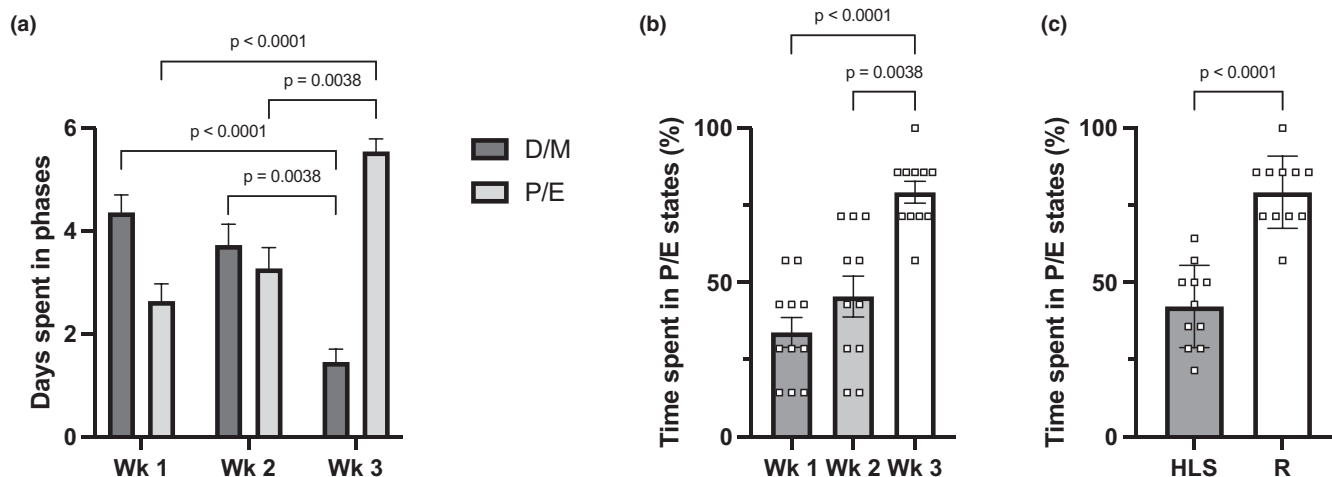 (a)
p < 0.0001
p = 0.0038
p < 0.0001
p = 0.0038
Days spent in phases
6
4
2
0
Wk 1 Wk 2 Wk 3
D/M
P/E
(b)
p < 0.0001
p = 0.0038
Time spent in P/E states (%)
100
50
0
Wk 1 Wk 2 Wk 3
(c)
p < 0.0001
Time spent in P/E states (%)
100
50
0
HLS R